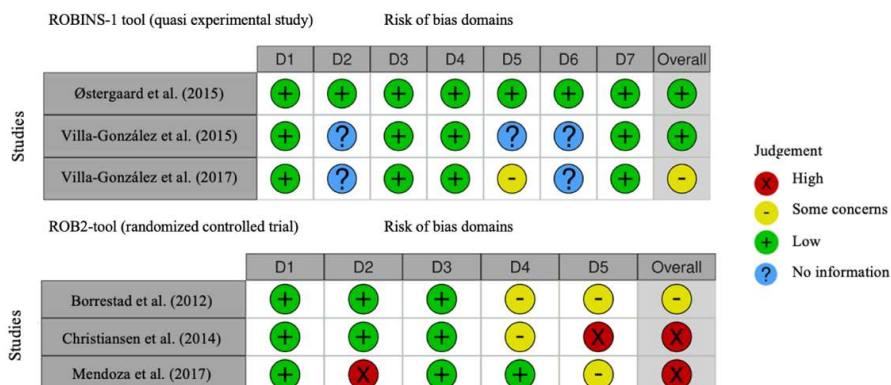 ROBINS-1 tool (quasi experimental study) Risk of bias domains
D1 D2 D3 D4 D5 D6 D7 Overall
Studies
Østergaard et al. (2015) + + + + + + + +
Villa-González et al. (2015) + ? + + ? ? + +
Villa-González et al. (2017) + ? + + - ? + -
Judgement
X High
- Some concerns
+ Low
? No information
ROB2-tool (randomized controlled trial) Risk of bias domains
D1 D2 D3 D4 D5 Overall
Studies
Borrestad et al. (2012) + + + - - -
Christiansen et al. (2014) + + + - X X
Mendoza et al. (2017) + X + + - X